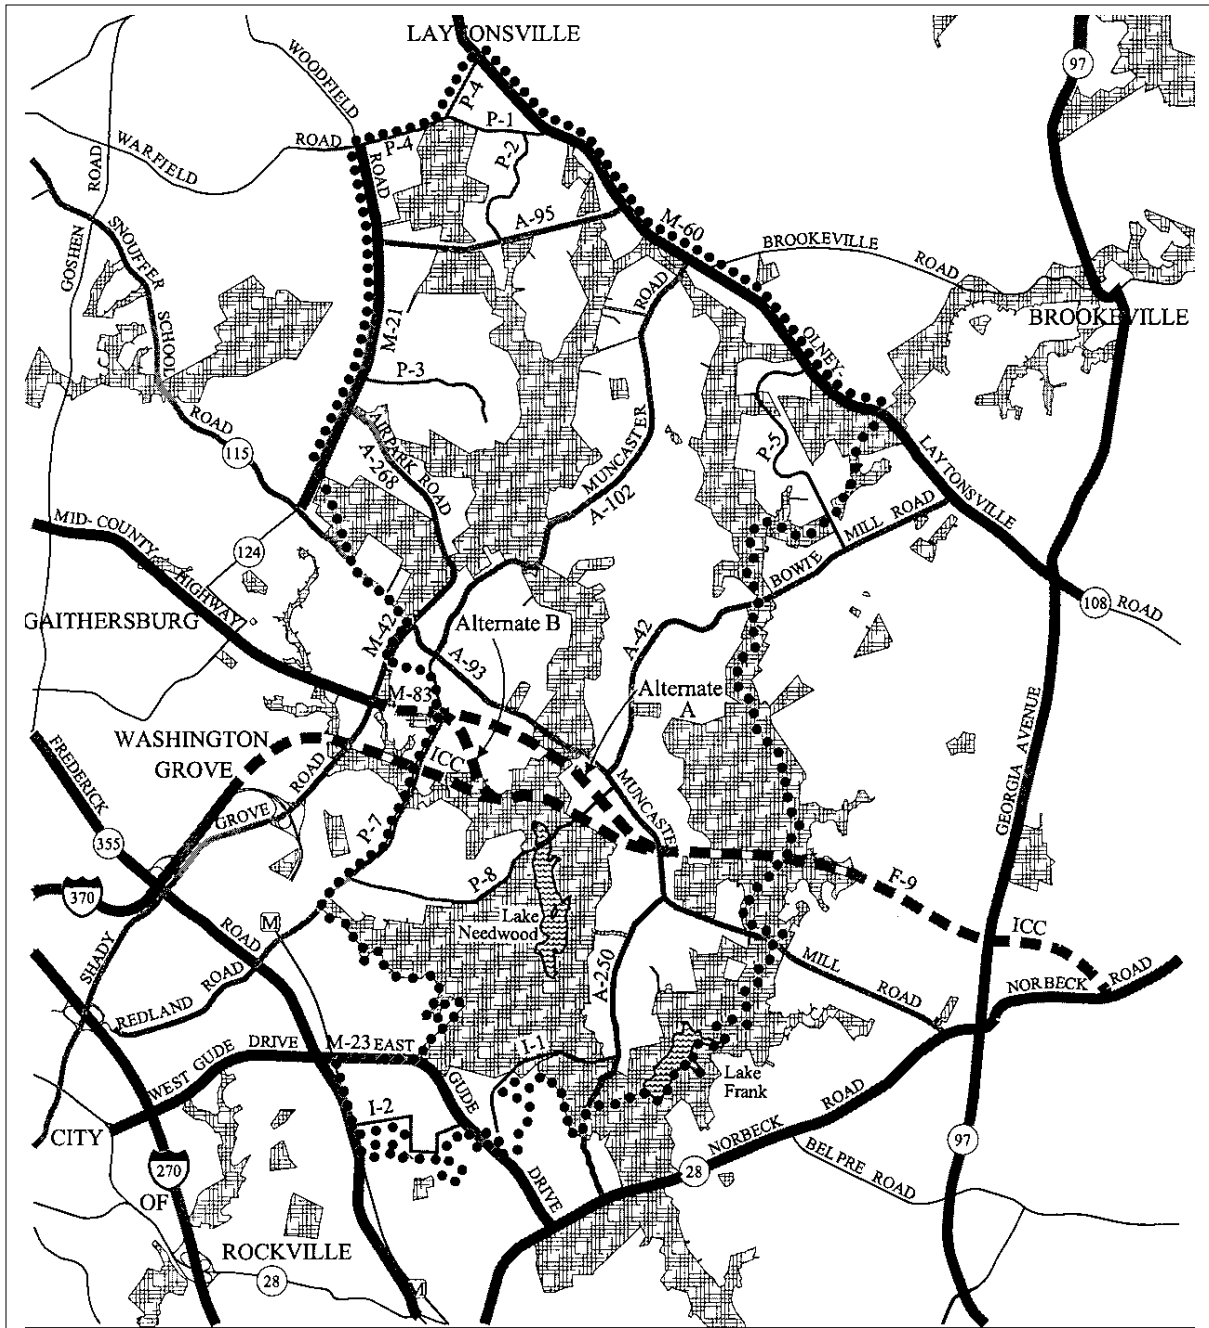 LAYTONSVILLE
WOODFIELD
ROAD
97
P-4
P-1
P-4
P-2
ROAD
WARFIELD
ROAD
SNOUFFER
SCHOOL
ROAD
GOSHEN
A-95
M-60
BROOKEVILLE ROAD
ROAD
BROOKEVILLE
M-21
OLNEY-
P-3
AIRPARK ROAD
A-268
MUNCASTER
A-102
P-5
LAYTONSVILLE
115
MID-COUNTY
HIGHWAY
124
BOWIE MILL ROAD
108
ROAD
GAITHERSBURG
M-42
Alternate B
A-93
A-42
Alternate
A
M-83
GEORGIA AVENUE
WASHINGTON
GROVE
ICC
FREDERICK
ROAD
GROVE
MUNCASTER
355
P-7
P-8
F-9
370
M
Lake
Needwood
ICC
SHADY
ROAD
REDLAND ROAD
A-250
MILL
ROAD
NORBECK ROAD
WEST GUDE DRIVE
M-23 EAST
GUDE
DRIVE
I-1
Lake
Frank
I-2
CITY
NORBECK ROAD
97
BELPRE ROAD
28
270
OF
ROCKVILLE
28
M